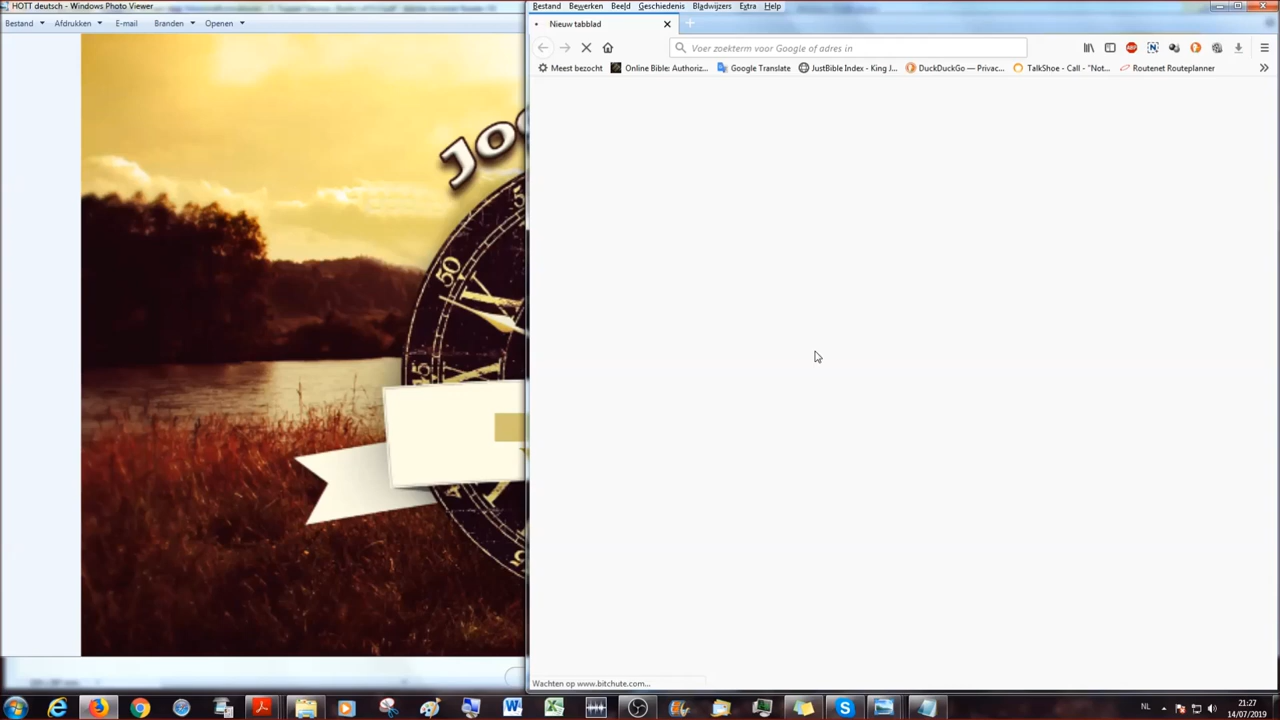 HOTT deutsch - Windows Photo Viewer
Bestand Afdrukken E-mail Branden Openen
Bestand Bewerken Beeld Geschiedenis Bladwijzers Extra Help
Nieuw tabblad
Voer zoekterm voor Google of adres in
Meest bezocht Online Bible: Authoriz... Google Translate JustBible Index - King J... DuckDuckGo — Privac... TalkShoe - Call - "Not... Routenet Routeplanner
50
Wachten op www.bitchute.com...
NL 21:27
14/07/2019